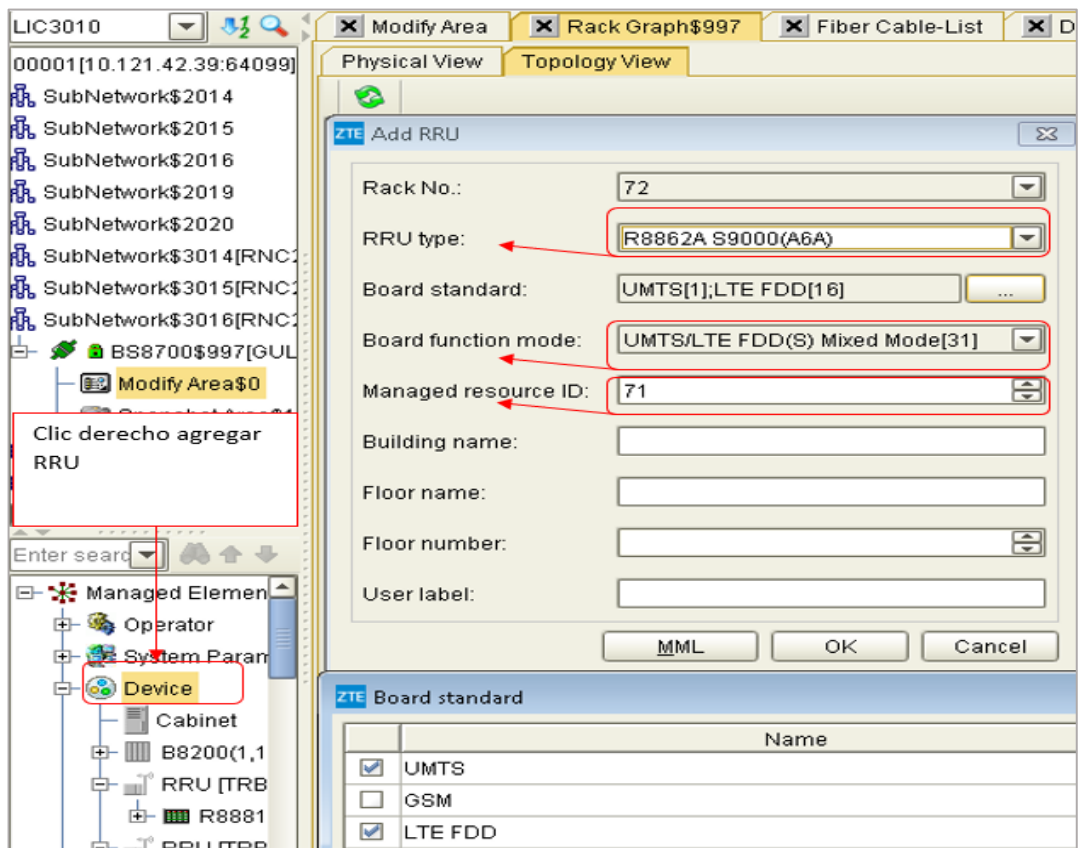 LIC3010
Modify Area
Rack Graph$997
Fiber Cable-List
D
00001[10.121.42.39:64099]
SubNetwork$2014
SubNetwork$2015
SubNetwork$2016
SubNetwork$2019
SubNetwork$2020
SubNetwork$3014[RNC
SubNetwork$3015[RNC
SubNetwork$3016[RNC
BS8700$997[GUL
Modify Area$0
Clic derecho agregar
RRU
Enter searc
Managed Elemen
Operator
System Param
Device
Cabinet
B8200(1,1
RRU [TRB
R8881
RRU [TRB
Physical View
Topology View
ZTE Add RRU
Rack No.: 72
RRU type: R8862A S9000(A6A)
Board standard: UMTS[1];LTE FDD[16] ...
Board function mode: UMTS/LTE FDD(S) Mixed Mode[31]
Managed resource ID: 71
Building name:
Floor name:
Floor number:
User label:
MML OK Cancel
ZTE Board standard
Name
UMTS
GSM
LTE FDD